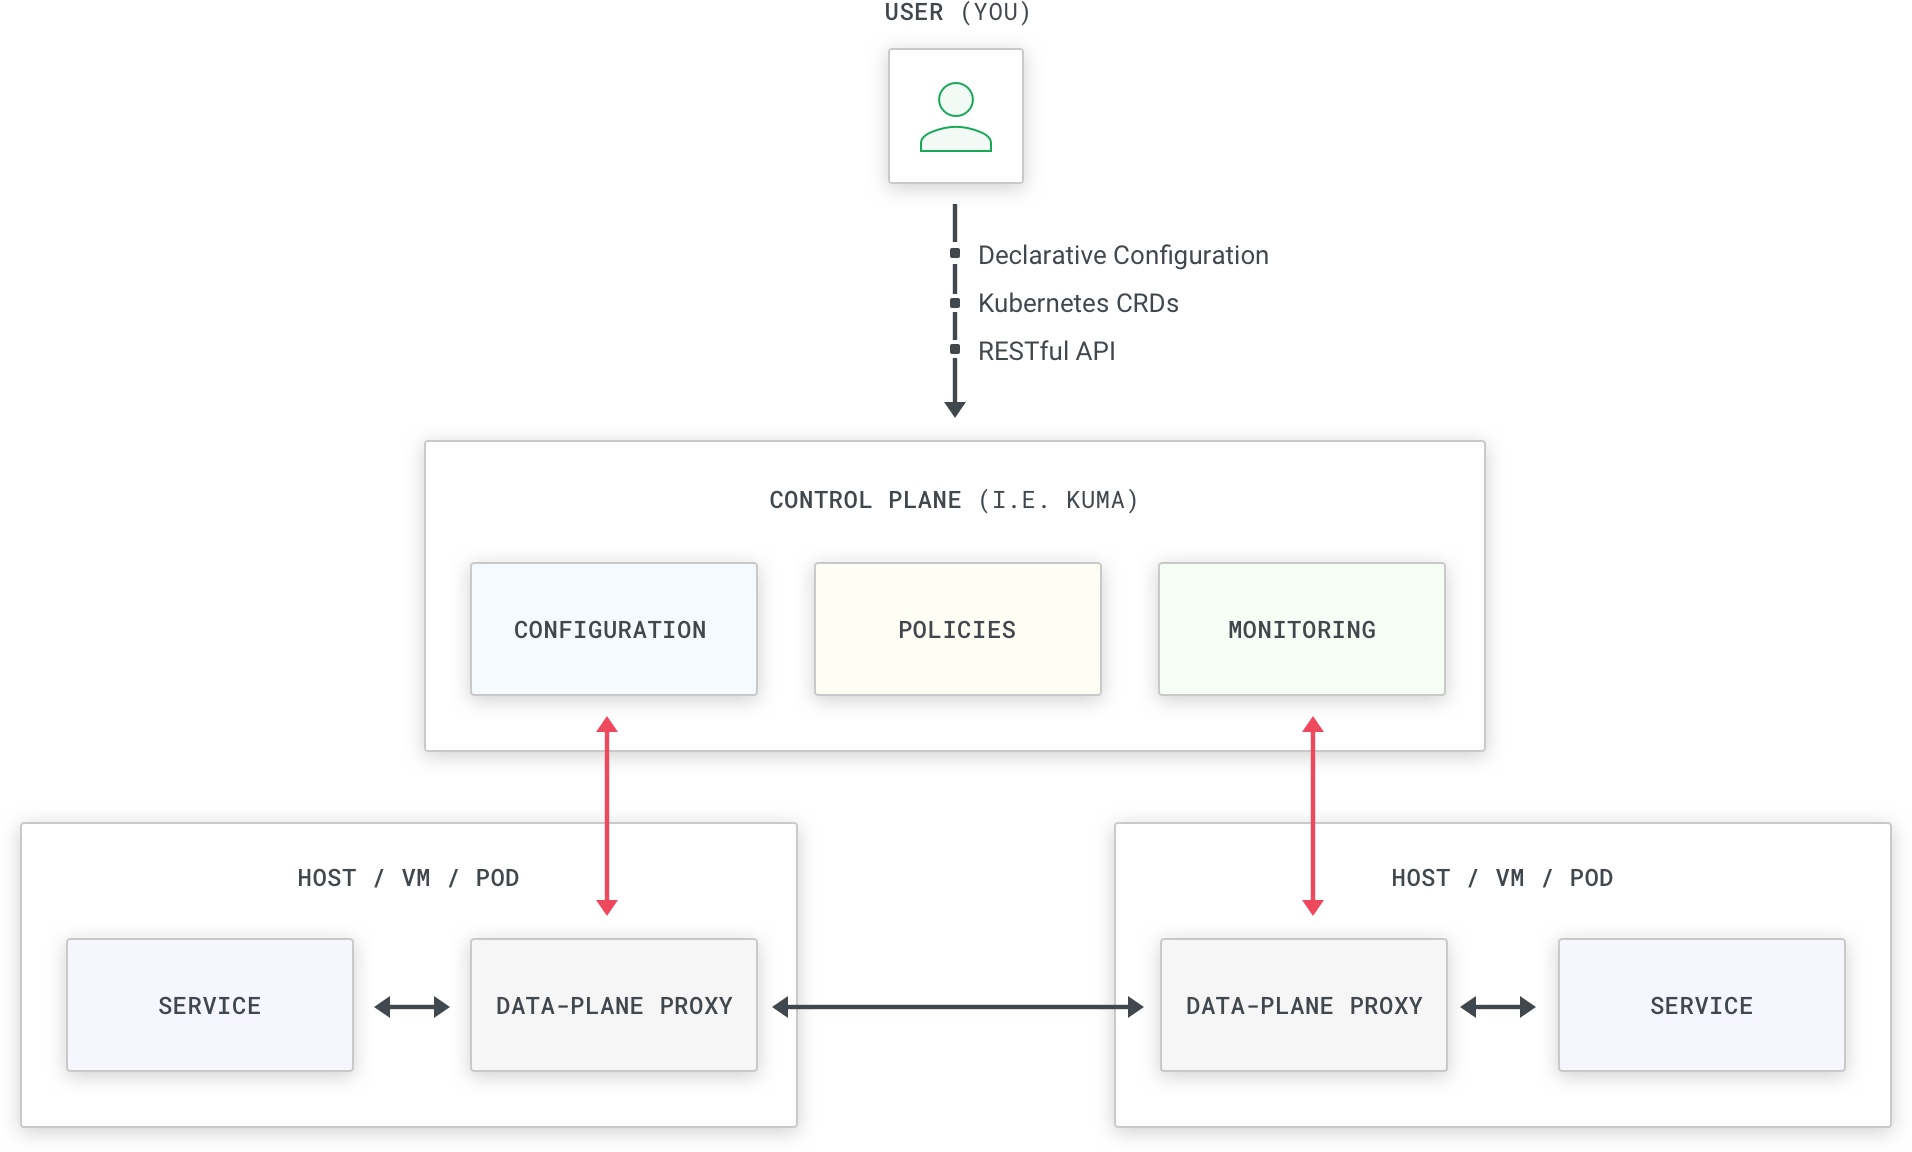 USER (YOU)
Declarative Configuration
Kubernetes CRDs
RESTful API
CONTROL PLANE (I.E. KUMA)
CONFIGURATION
POLICIES
MONITORING
HOST / VM / POD
SERVICE
DATA-PLANE PROXY
HOST / VM / POD
DATA-PLANE PROXY
SERVICE